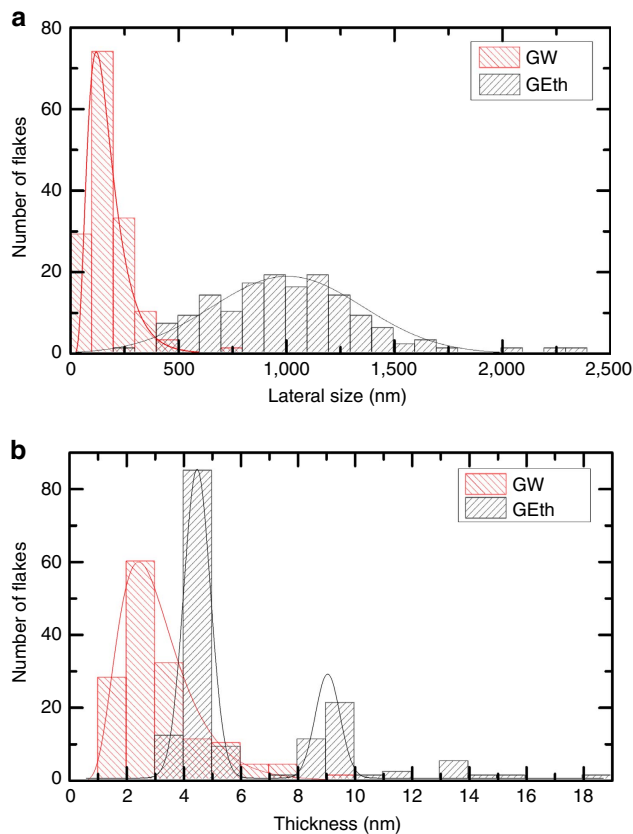 a
80
60
40
20
0
Number of flakes
GW
GEth
0 500 1,000 1,500 2,000 2,500
Lateral size (nm)
b
80
60
40
20
0
Number of flakes
GW
GEth
0 2 4 6 8 10 12 14 16 18
Thickness (nm)